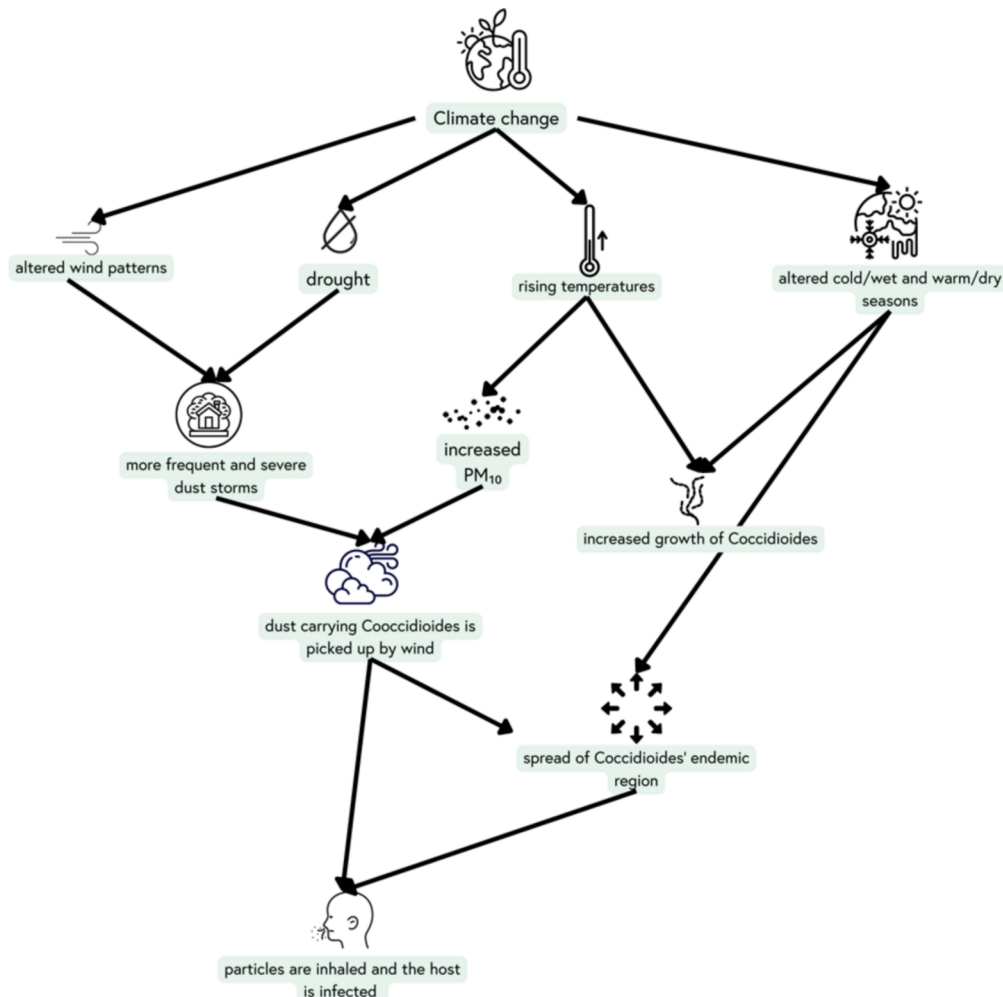 Climate change
altered wind patterns
drought
rising temperatures
altered cold/wet and warm/dry
seasons
more frequent and severe
dust storms
increased
PM₁₀
increased growth of Coccidioides
dust carrying Cooccidioides is
picked up by wind
spread of Coccidioides' endemic
region
particles are inhaled and the host
is infected